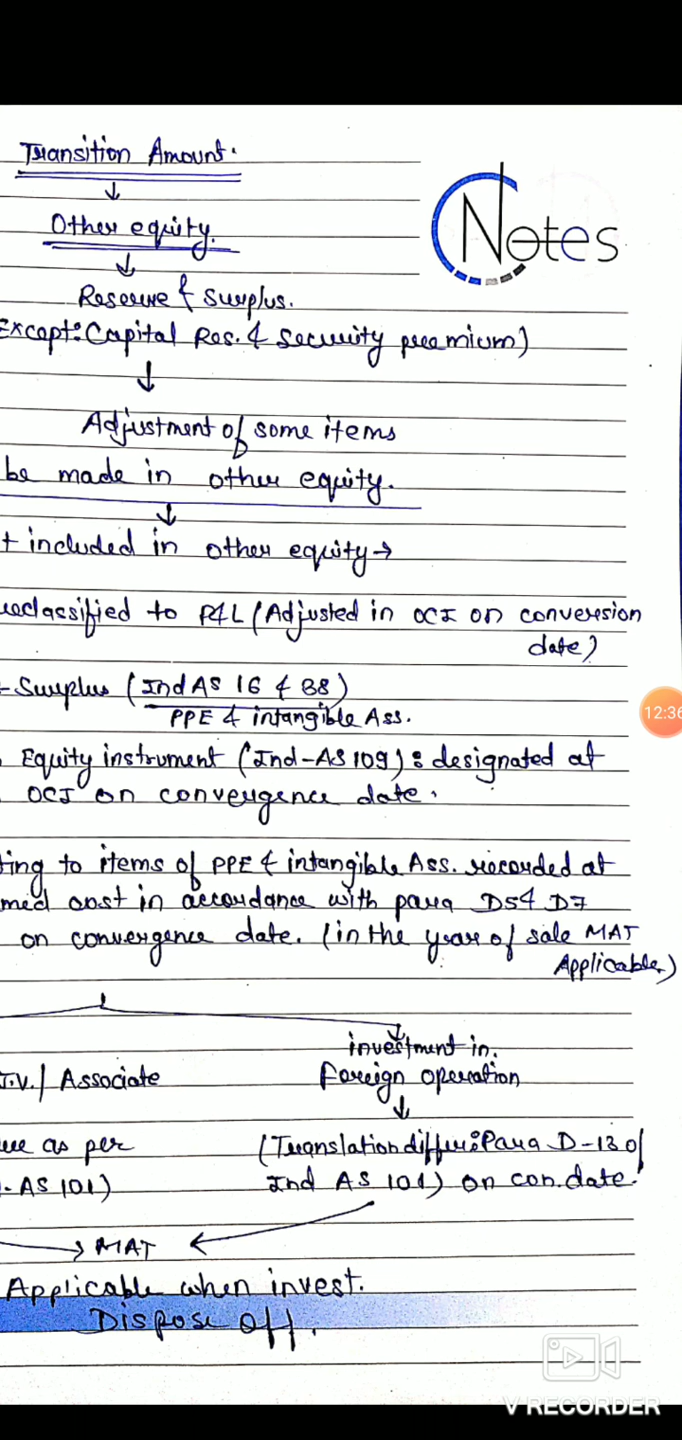 Transition Amount.
Other equity.
Notes
Reserve & Surplus.
Except: Capital Res. & Security premium)
Adjustment of some items
be made in other equity.
t included in other equity →
reclassified to P&L (Adjusted in OCI on conversion
date)
- Surplus (Ind AS 16 & 38)
PPE & intangible Ass.
12:36
Equity instrument (Ind-AS 109): designated at
OCI on convergence date.
ting to items of PPE & intangible Ass. recorded at
med cost in accordance with para D5 & D7
on convergence date. (in the year of sale MAT
Applicable)
investment in.
J.V./ Associate foreign operation
ue as per (Translation differ: Para D-13 of
. AS 101) Ind AS 101) on con. date.
→ MAT ←
Applicable when invest.
Dispose off.
V RECORDER